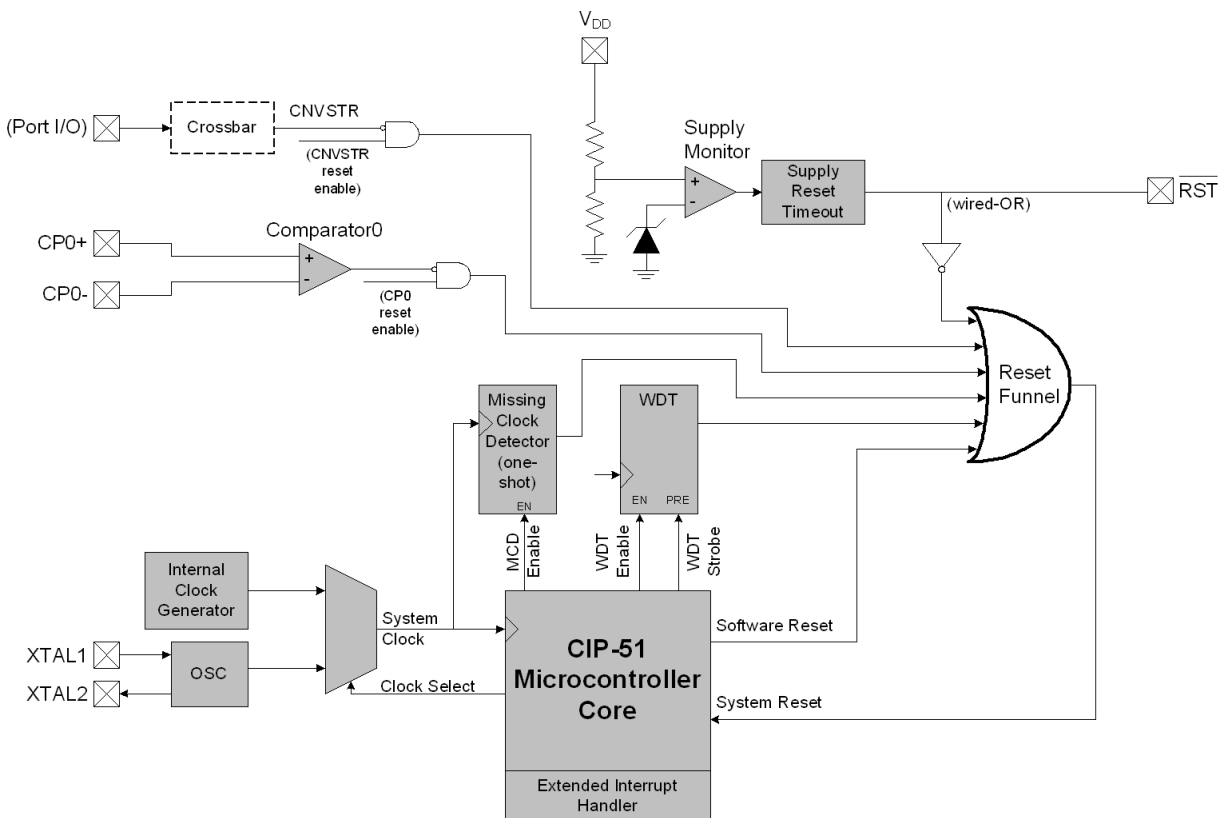 VDD
(Port I/O)
Crossbar
CNVSTR
(CNVSTR
reset
enable)
Supply
Monitor
+
-
Supply
Reset
Timeout
(wired-OR)
RST
CP0+
CP0-
Comparator0
+
-
(CP0
reset
enable)
Reset
Funnel
Missing
Clock
Detector
(one-
shot)
EN
WDT
EN
PRE
MCD
Enable
WDT
Enable
WDT
Strobe
Internal
Clock
Generator
System
Clock
XTAL1
XTAL2
OSC
Clock Select
CIP-51
Microcontroller
Core
Software Reset
System Reset
Extended Interrupt
Handler